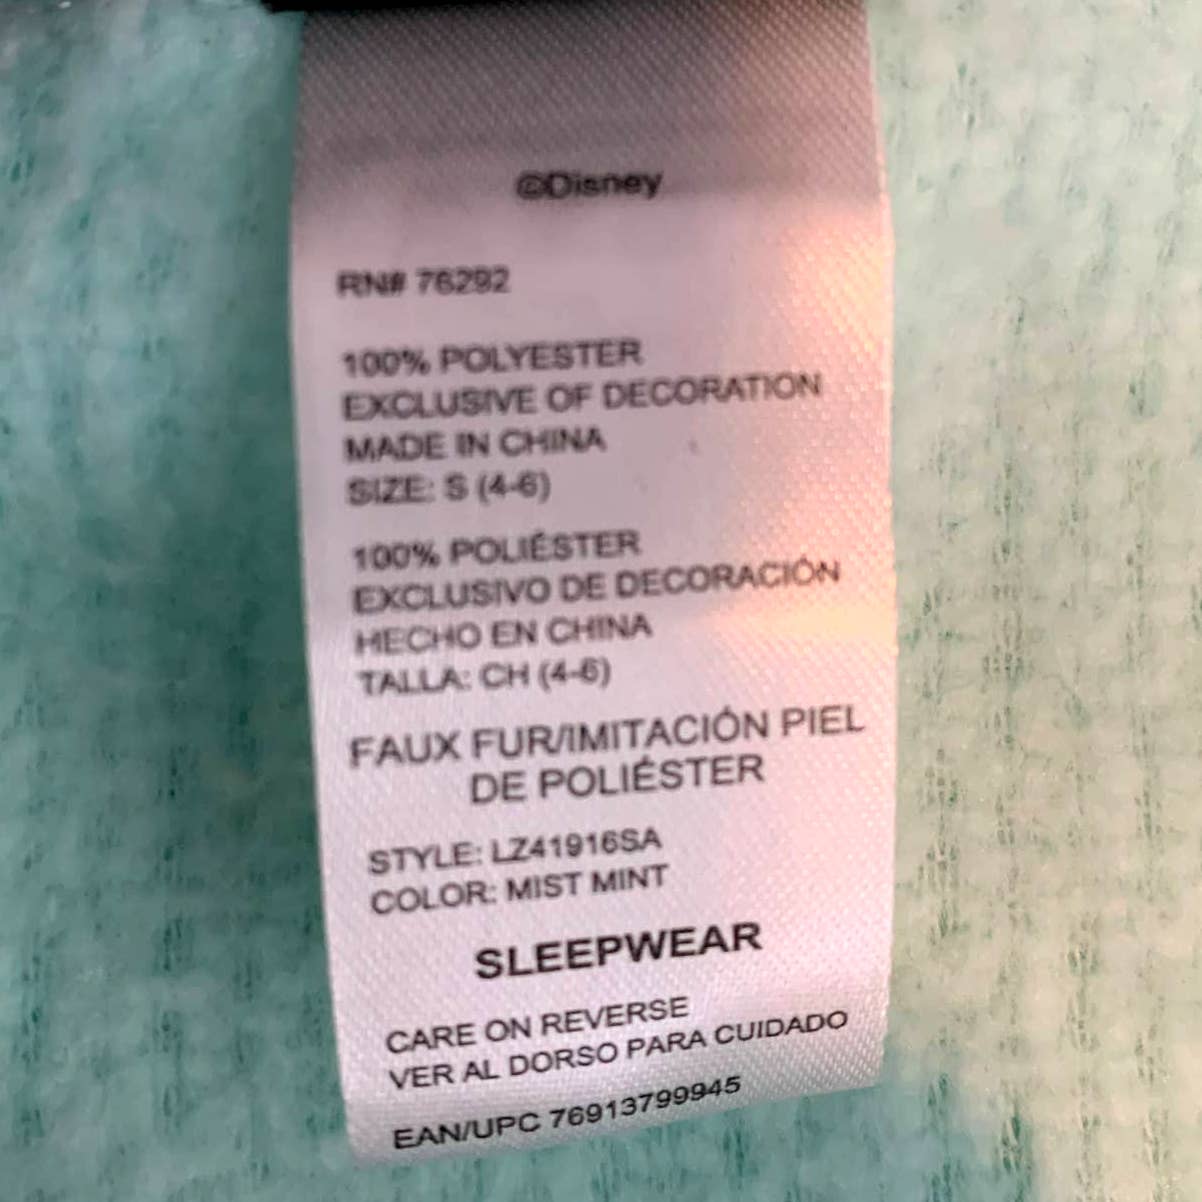 ©Disney
RN# 76292
100% POLYESTER
EXCLUSIVE OF DECORATION
MADE IN CHINA
SIZE: S (4-6)
100% POLIÉSTER
EXCLUSIVO DE DECORACIÓN
HECHO EN CHINA
TALLA: CH (4-6)
FAUX FUR/IMITACIÓN PIEL
DE POLIÉSTER
STYLE: LZ41916SA
COLOR: MIST MINT
SLEEPWEAR
CARE ON REVERSE
VER AL DORSO PARA CUIDADO
EAN/UPC 76913799945